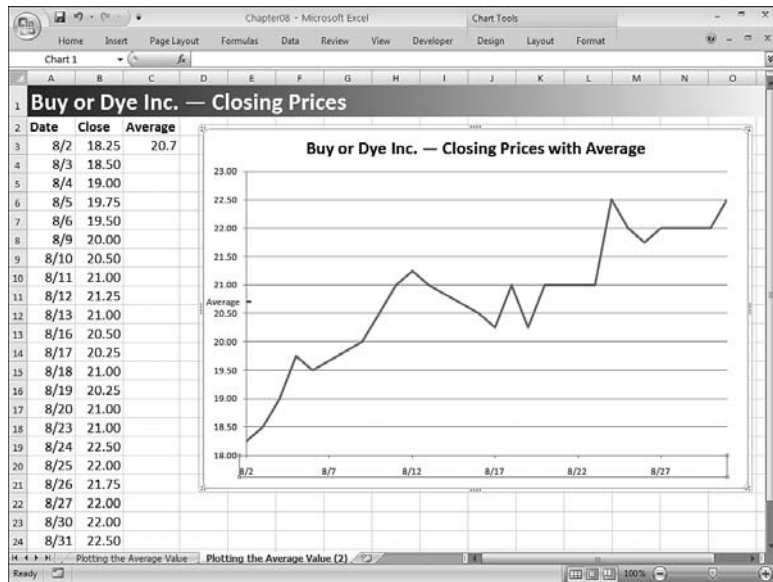 Chapter08 - Microsoft Excel
Chart Tools
Home Insert Page Layout Formulas Data Review View Developer Design Layout Format
Chart 1 fx
A B C D E F G H I J K L M N O
1 Buy or Dye Inc. — Closing Prices
2 Date Close Average
3 8/2 18.25 20.7
4 8/3 18.50
5 8/4 19.00
6 8/5 19.75
7 8/6 19.50
8 8/9 20.00
9 8/10 20.50
10 8/11 21.00
11 8/12 21.25
12 8/13 21.00
13 8/16 20.50
14 8/17 20.25
15 8/18 21.00
16 8/19 20.25
17 8/20 21.00
18 8/23 21.00
19 8/24 22.50
20 8/25 22.00
21 8/26 21.75
22 8/27 22.00
23 8/30 22.00
24 8/31 22.50
Buy or Dye Inc. — Closing Prices with Average
23.00
22.50
22.00
21.50
21.00
Average
20.50
20.00
19.50
19.00
18.50
18.00
8/2 8/7 8/12 8/17 8/22 8/27
Plotting the Average Value Plotting the Average Value (2)
Ready 100%